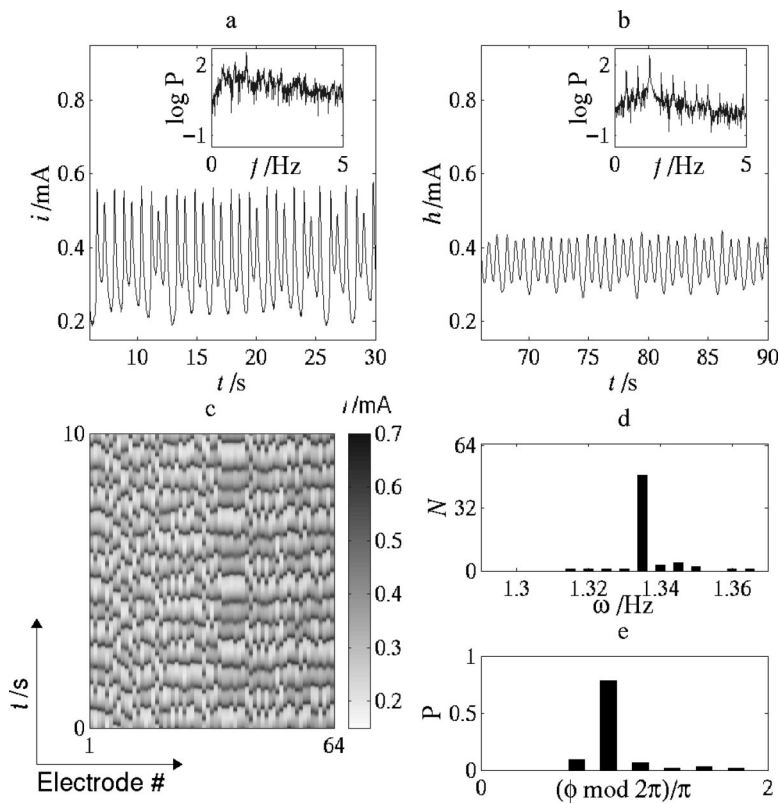 a
b
0.8
0.6
0.4
0.2
i /mA
10
15
20
25
30
t /s
2
−1
log P
0
5
f /Hz
0.8
0.6
0.4
0.2
h /mA
70
75
80
85
90
t /s
2
−1
log P
0
5
f /Hz
c
i /mA
10
0
t /s
1
64
Electrode #
0.7
0.6
0.5
0.4
0.3
0.2
d
64
32
0
N
1.3
1.32
1.34
1.36
ω /Hz
e
1
0.5
0
P
0
2
(ϕ mod 2π)/π